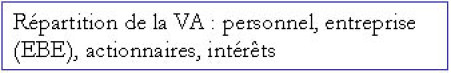 Répartition de la VA : personnel, entreprise
(EBE), actionnaires, intérêts